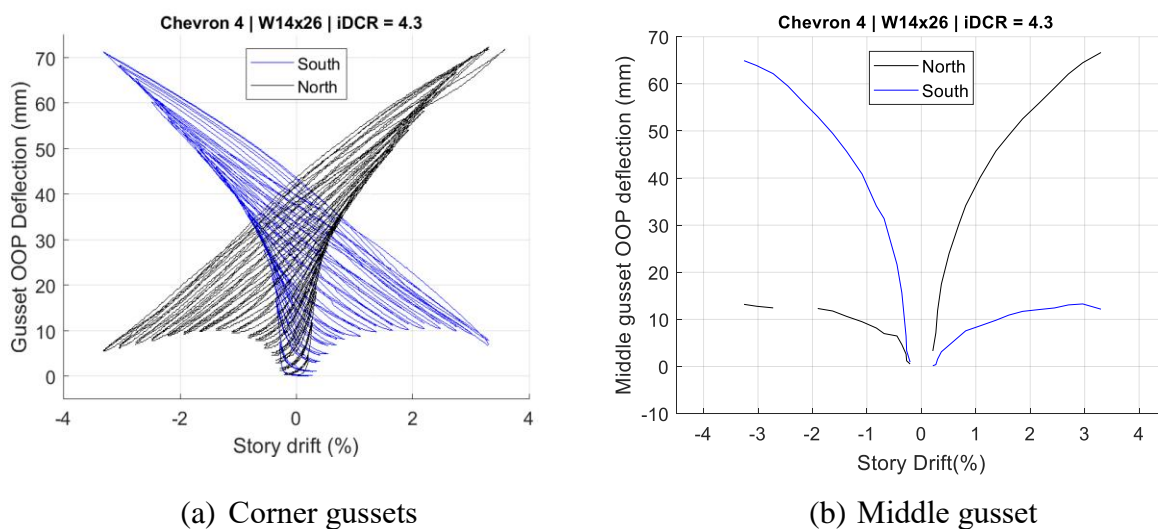 Chevron 4 | W14x26 | iDCR = 4.3
Gusset OOP Deflection (mm)
70
60
50
40
30
20
10
0
South
North
-4
-2
0
2
4
Story drift (%)
(a) Corner gussets
Chevron 4 | W14x26 | iDCR = 4.3
Middle gusset OOP deflection (mm)
70
60
50
40
30
20
10
0
-10
North
South
-4
-3
-2
-1
0
1
2
3
4
Story Drift(%)
(b) Middle gusset